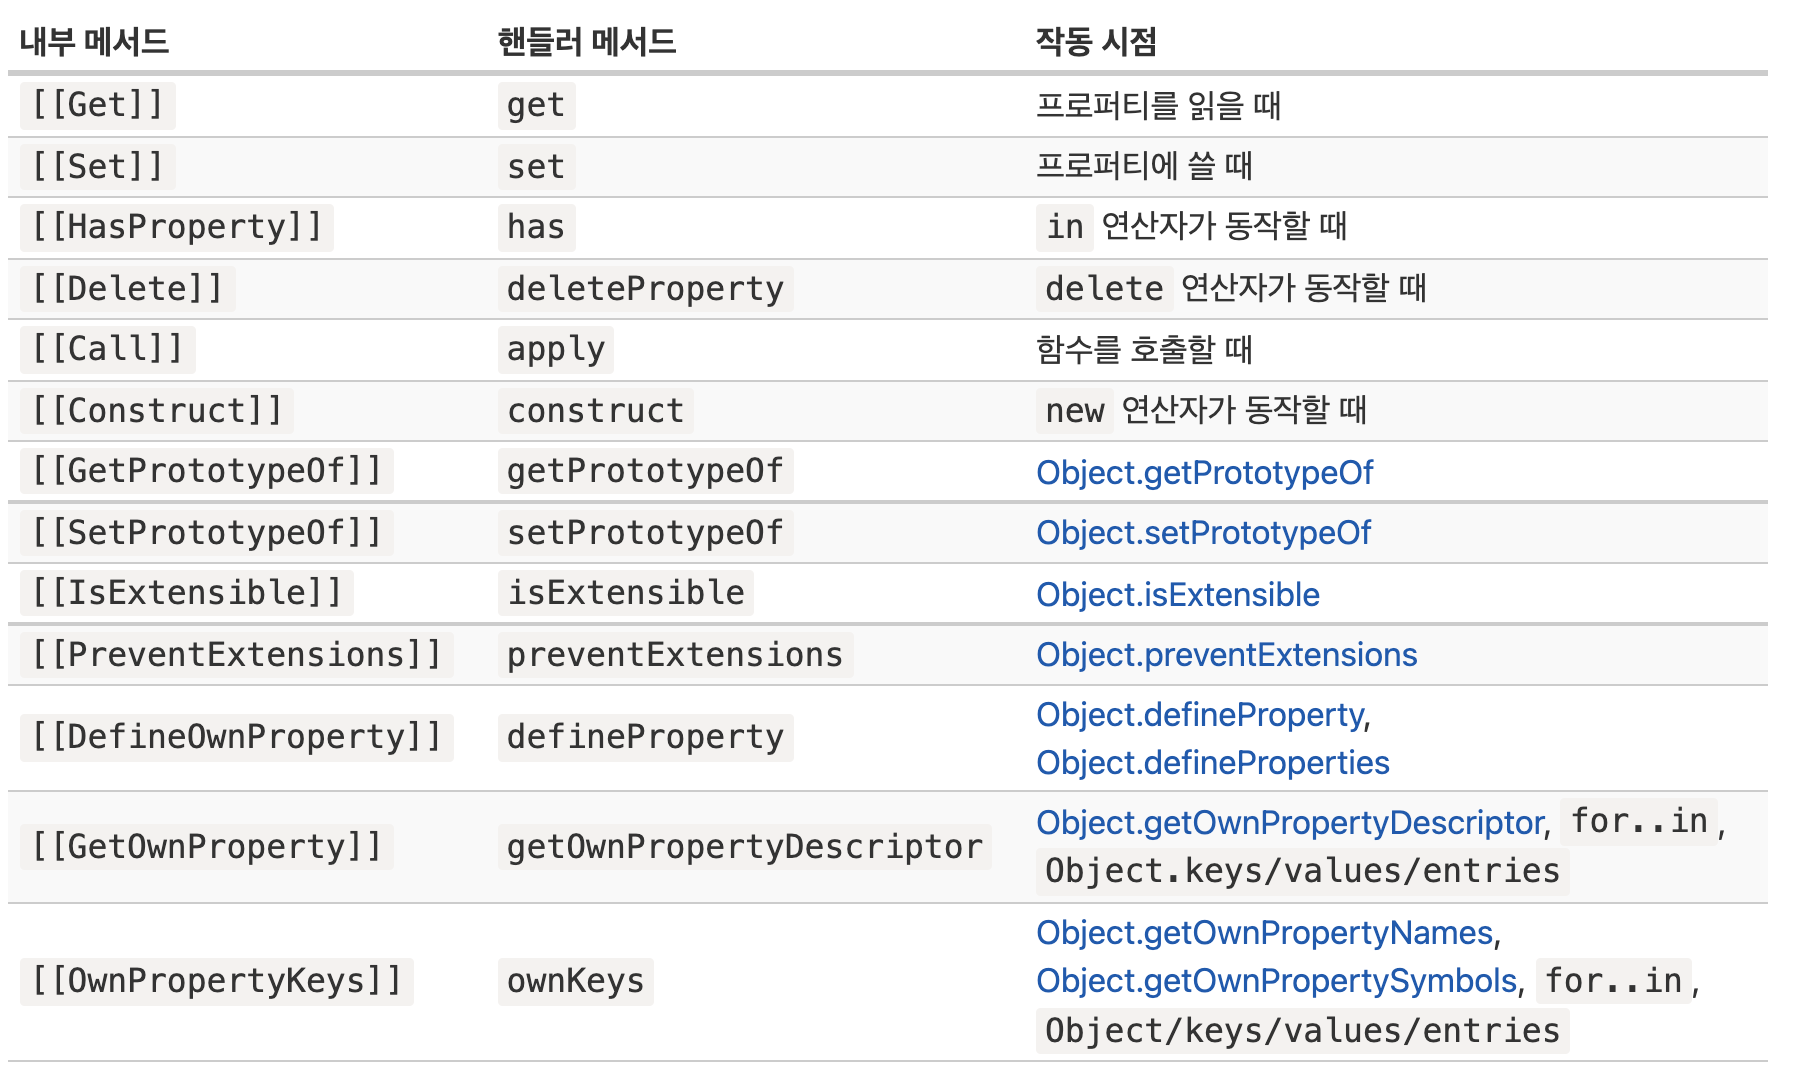 내부 메서드 핸들러 메서드 작동 시점
[[Get]] get 프로퍼티를 읽을 때
[[Set]] set 프로퍼티에 쓸 때
[[HasProperty]] has in 연산자가 동작할 때
[[Delete]] deleteProperty delete 연산자가 동작할 때
[[Call]] apply 함수를 호출할 때
[[Construct]] construct new 연산자가 동작할 때
[[GetPrototypeOf]] getPrototypeOf Object.getPrototypeOf
[[SetPrototypeOf]] setPrototypeOf Object.setPrototypeOf
[[IsExtensible]] isExtensible Object.isExtensible
[[PreventExtensions]] preventExtensions Object.preventExtensions
[[DefineOwnProperty]] defineProperty Object.defineProperty,
Object.defineProperties
[[GetOwnProperty]] getOwnPropertyDescriptor Object.getOwnPropertyDescriptor, for..in,
Object.keys/values/entries
[[OwnPropertyKeys]] ownKeys Object.getOwnPropertyNames,
Object.getOwnPropertySymbols, for..in,
Object/keys/values/entries